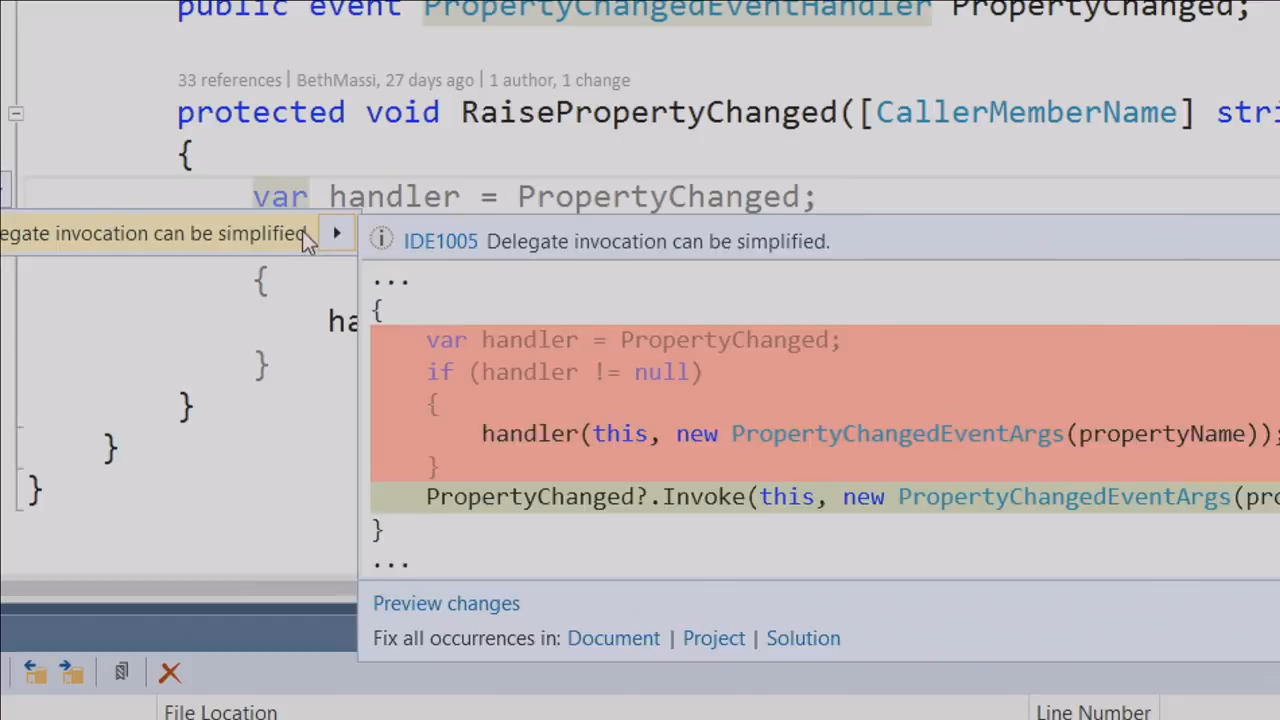 public event PropertyChangedEventHandler PropertyChanged;
33 references | BethMassi, 27 days ago | 1 author, 1 change
protected void RaisePropertyChanged([CallerMemberName] stri
{
var handler = PropertyChanged;
egate invocation can be simplified.
IDE1005 Delegate invocation can be simplified.
{
ha
}
}
}
}
...
{
var handler = PropertyChanged;
if (handler != null)
{
handler(this, new PropertyChangedEventArgs(propertyName));
}
PropertyChanged?.Invoke(this, new PropertyChangedEventArgs(pro
}
...
Preview changes
Fix all occurrences in: Document | Project | Solution
File Location
Line Number